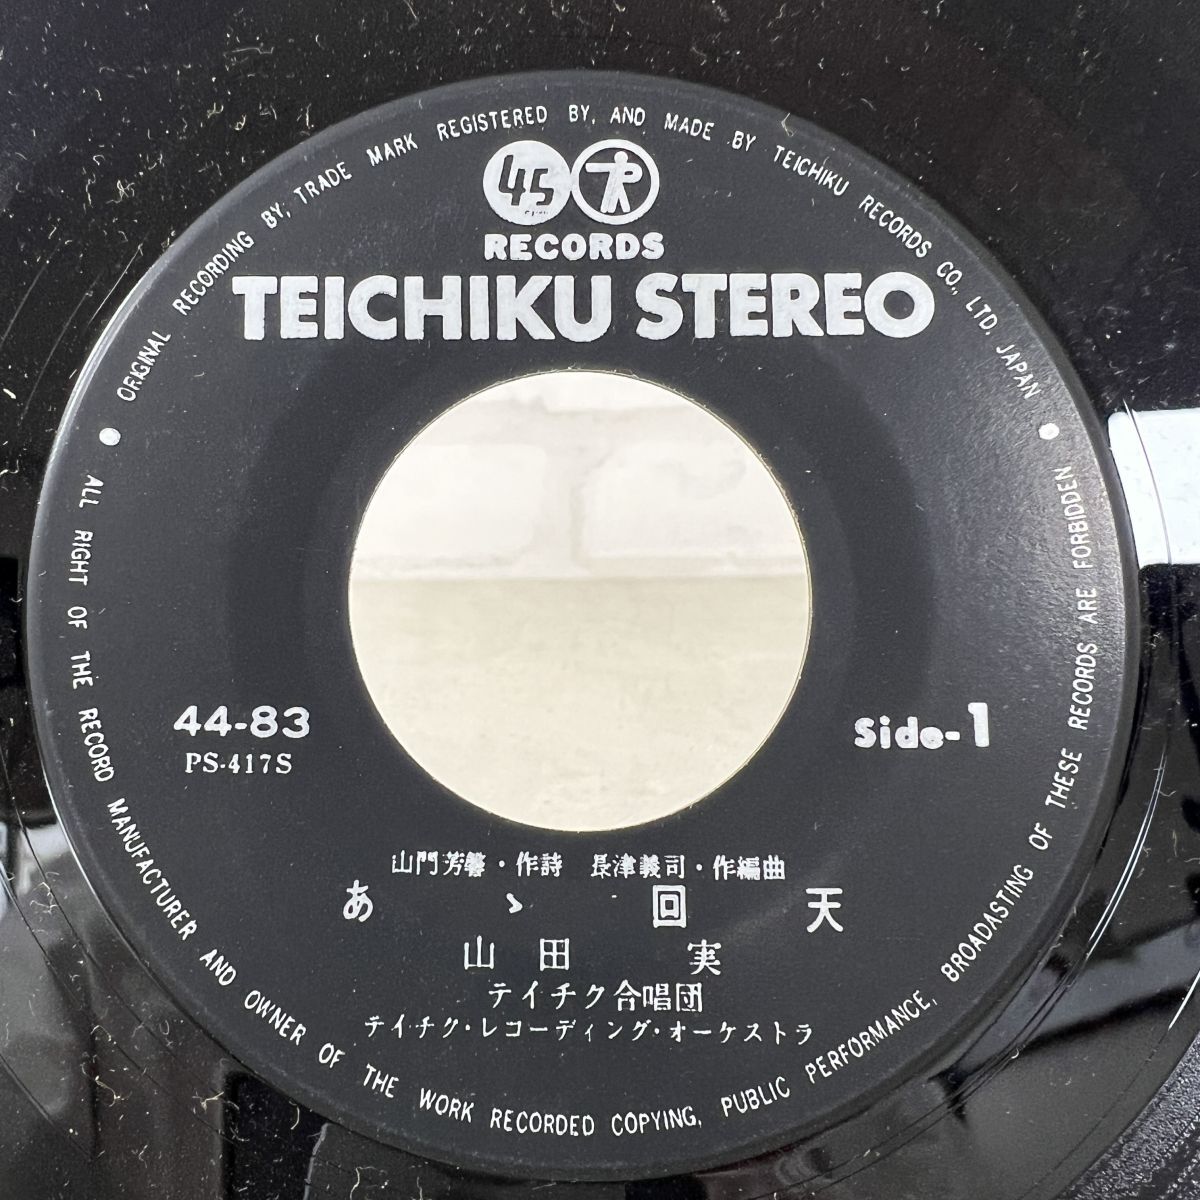 ORIGINAL RECORDING BY, TRADE MARK REGISTERED BY, AND MADE BY TEICHIKU RECORDS CO., LTD. JAPAN
45
RECORDS
TEICHIKU STEREO
44-83
PS-417S
Side-1
山門芳馨・作詩 長津義司・作編曲
あゝ回天
山田 実
テイチク合唱団
テイチク・レコーディング・オーケストラ
ALL RIGHT OF THE RECORD MANUFACTURER AND OWNER OF THE WORK RECORDED COPYING, PUBLIC PERFORMANCE, BROADASTING OF THESE RECORDS ARE FORBIDDEN